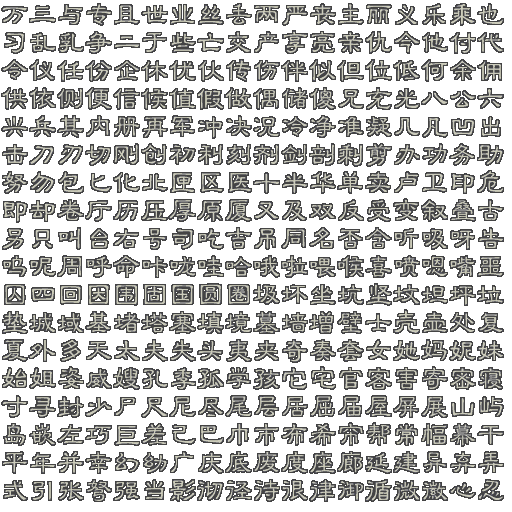 万三与专且世业丝丢两严丧主丽义乐乘也
习乱乳争二于些亡交产享亮亲仇今他付代
令仪任份企休优伙传伤伴似但位低何余佣
供依侧便信候值假做偶储傻兄充光八公六
兴兵其内册再军冲决况冷净准凝几凡凹出
击刀刃切刚创初利刻剂剑剖剩剪办功务助
努勿包匕化北匣区医十半华单卖卢卫印危
即却卷厅历压厚原厦又及双反受变叙叠古
另只叫台右号司吃吉吊同名否含听吸呀告
呜呢周呼命咔咙哇哈哦啦喂喉喜喷嗯嘴噩
囚四回困围固国圆圈圾坏坐坑坚坟坦坪垃
垫城域基堵塔塞填境墓墙增壁士壳壶处复
夏外多天太夫失头夷夹奇奏套女她妈妮妹
始姐姿威嫂孔季孤学孩它宅官客害寄容寝
寸寻封少尸尺尼尽尾层居屈届屋屏展山屿
岛嵌左巧巨差己巴巾市布希帘帮常幅幕干
平年并幸幻幼广庆底废度座廊延建异弃弄
式引张弩强当影彻径待很律御循微心忍